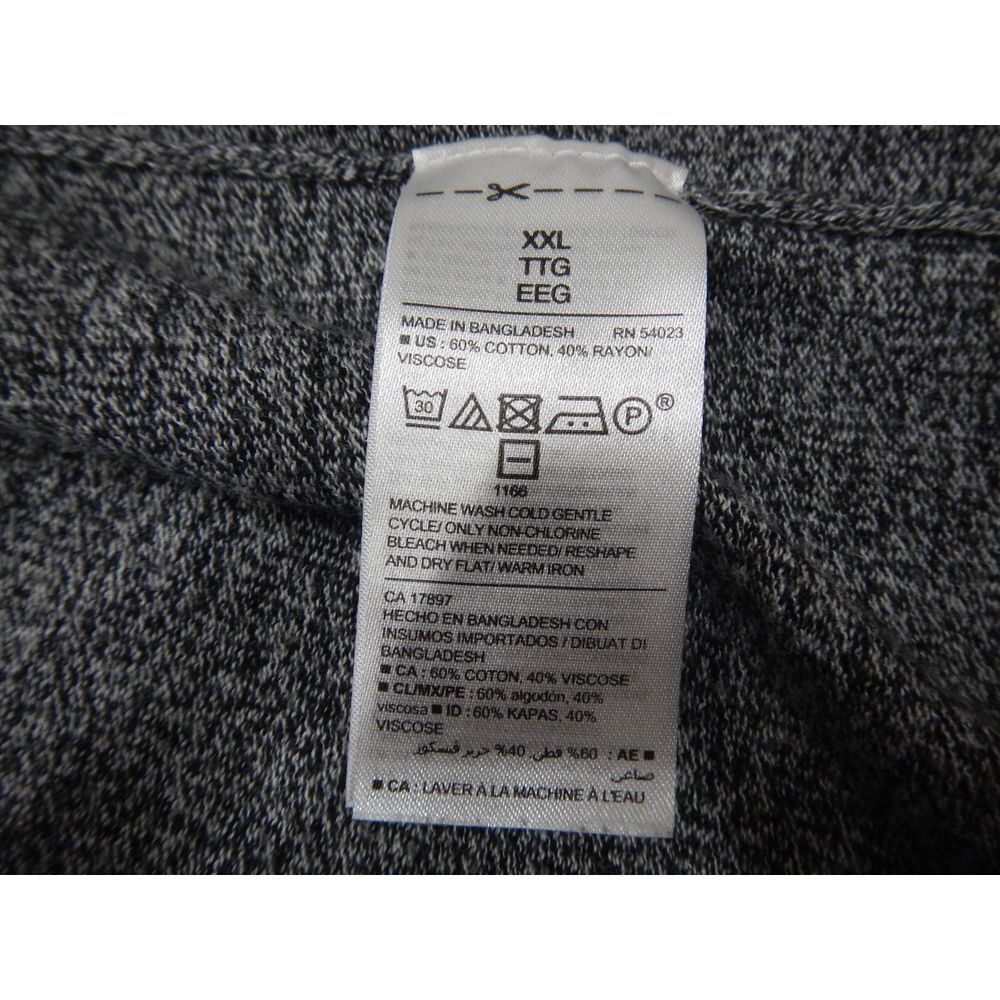 XXL
TTG
EEG
MADE IN BANGLADESH RN 54023
■ US : 60% COTTON, 40% RAYON/
VISCOSE
30 P ®
1166
MACHINE WASH COLD GENTLE
CYCLE/ ONLY NON-CHLORINE
BLEACH WHEN NEEDED/ RESHAPE
AND DRY FLAT/ WARM IRON
CA 17897
HECHO EN BANGLADESH CON
INSUMOS IMPORTADOS / DIBUAT DI
BANGLADESH
■ CA : 60% COTON, 40% VISCOSE
■ CL/MX/PE : 60% algodón, 40%
viscosa ■ ID : 60% KAPAS, 40%
VISCOSE
■ AE : 60% قطن, 40% حرير فيسكوز
صناعي
■ CA : LAVER À LA MACHINE À L'EAU